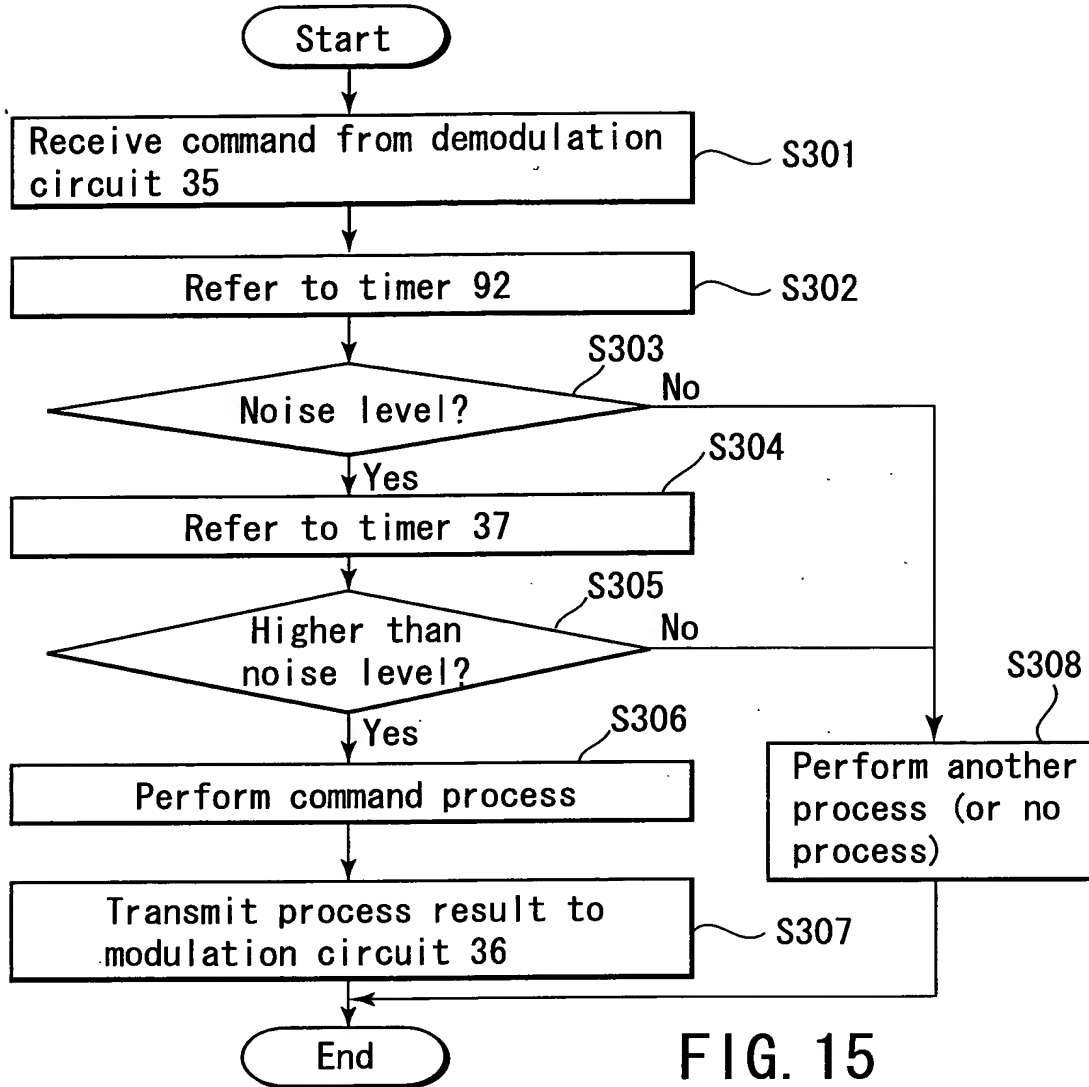 Start
Receive command from demodulation
circuit 35
S301
Refer to timer 92
S302
S303
Noise level?
No
Yes
S304
Refer to timer 37
S305
Higher than
noise level?
No
Yes
S306
Perform command process
S308
Perform another
process (or no
process)
Transmit process result to
modulation circuit 36
S307
End
FIG. 15